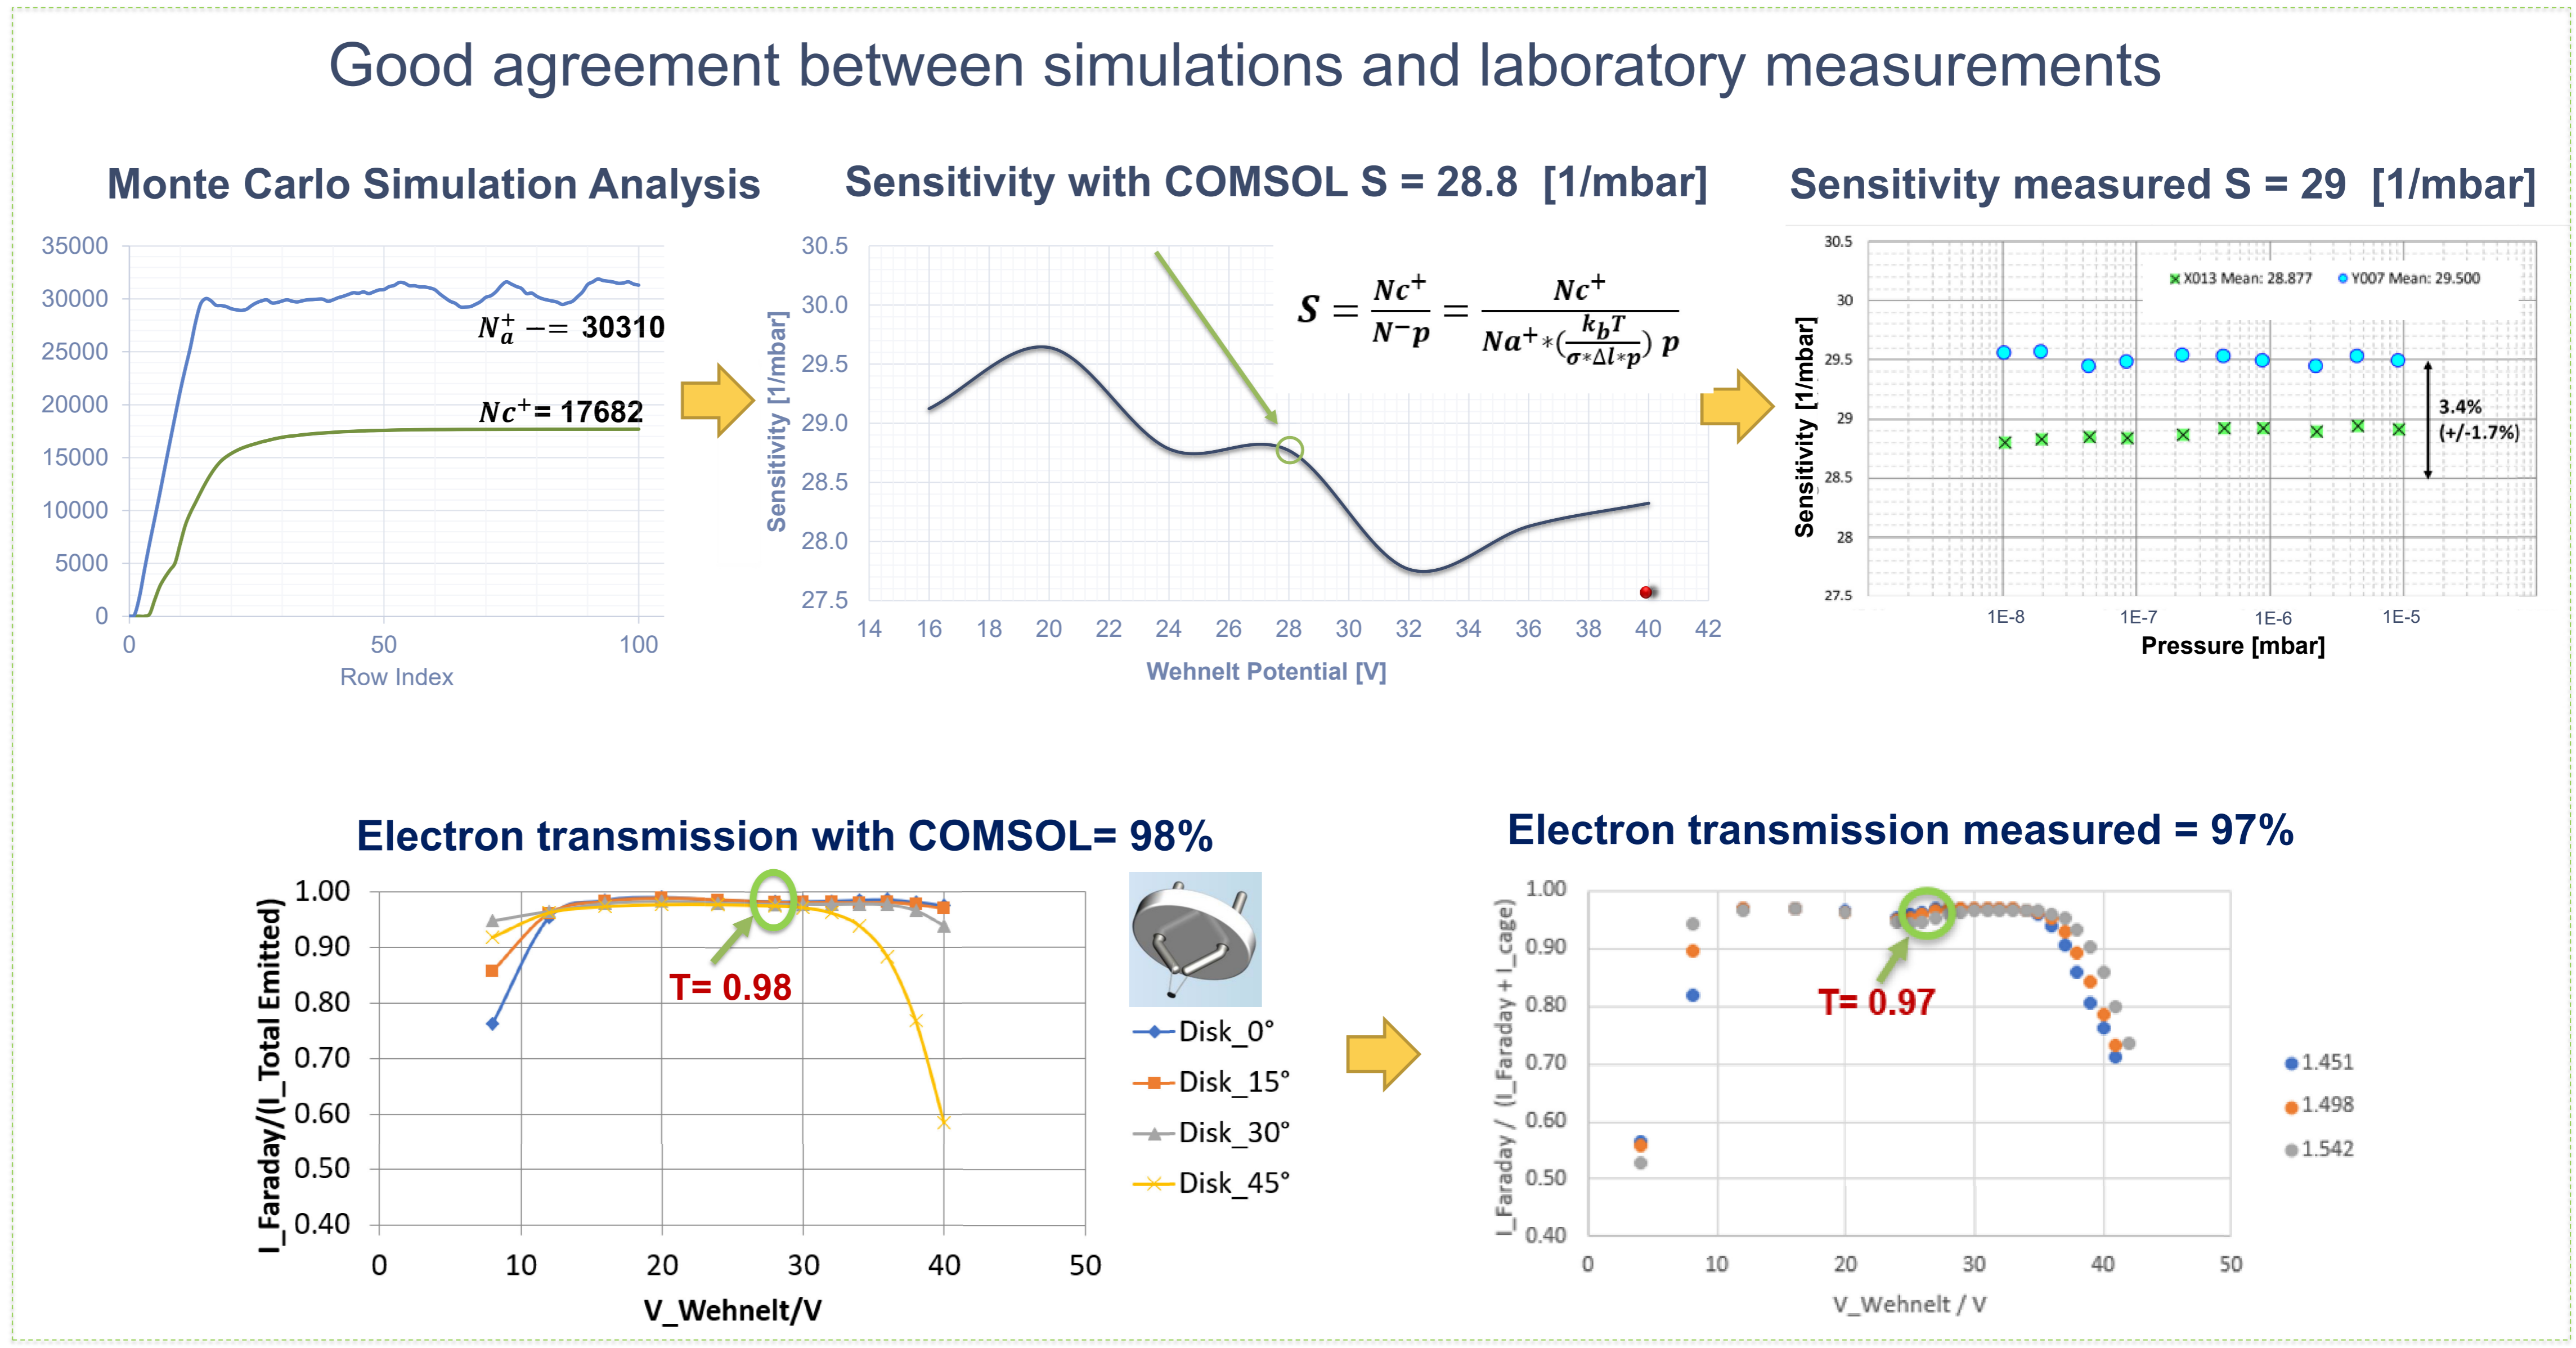 Good agreement between simulations and laboratory measurements
Monte Carlo Simulation Analysis
35000
30000
25000
20000
15000
10000
5000
0
N_a^+ −= 30310
Nc^+= 17682
0 50 100
Row Index
Sensitivity with COMSOL S = 28.8 [1/mbar]
Sensitivity [1/mbar]
30.5
30.0
29.5
29.0
28.5
28.0
27.5
S = Nc^+ / N^-p = Nc^+ / Na^+*(k_bT / σ*Δl*p) p
14 16 18 20 22 24 26 28 30 32 34 36 38 40 42
Wehnelt Potential [V]
Sensitivity measured S = 29 [1/mbar]
Sensitivity [1/mbar]
30.5
30
29.5
29
28.5
28
27.5
X013 Mean: 28.877 Y007 Mean: 29.500
3.4%
(+/-1.7%)
1E-8 1E-7 1E-6 1E-5
Pressure [mbar]
Electron transmission with COMSOL= 98%
I_Faraday/(I_Total Emitted)
1.00
0.90
0.80
0.70
0.60
0.50
0.40
T= 0.98
0 10 20 30 40 50
V_Wehnelt/V
Disk_0°
Disk_15°
Disk_30°
Disk_45°
Electron transmission measured = 97%
I_Faraday / (I_Faraday + I_cage)
1.00
0.90
0.80
0.70
0.60
0.50
0.40
T= 0.97
0 10 20 30 40 50
V_Wehnelt / V
1.451
1.498
1.542